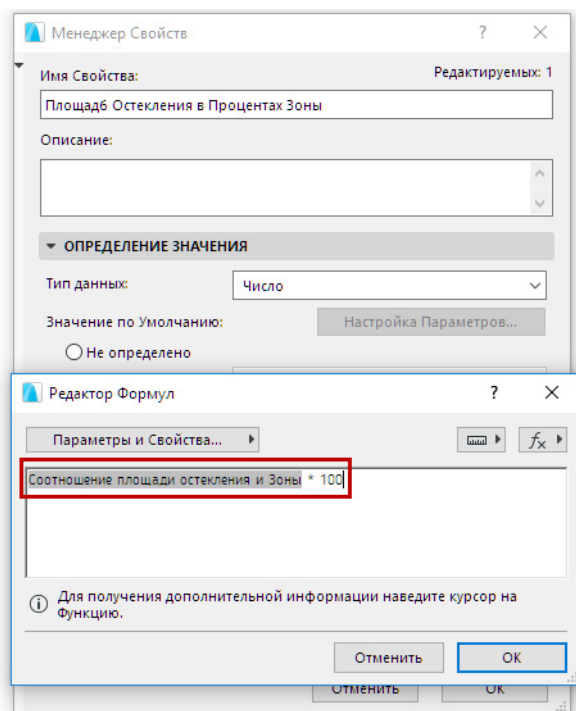 Менеджер Свойств
?
Имя Свойства:
Редактируемых: 1
Площад6 Остекления в Процентах Зоны
Описание:
ОПРЕДЕЛЕНИЕ ЗНАЧЕНИЯ
Тип данных:
Число
Значение по Умолчанию:
Настройка Параметров...
Не определено
Редактор Формул
?
Параметры и Свойства...
fx
Соотношение площади остекления и Зоны * 100
Для получения дополнительной информации наведите курсор на
Функцию.
Отменить
OK
Отменить
OK